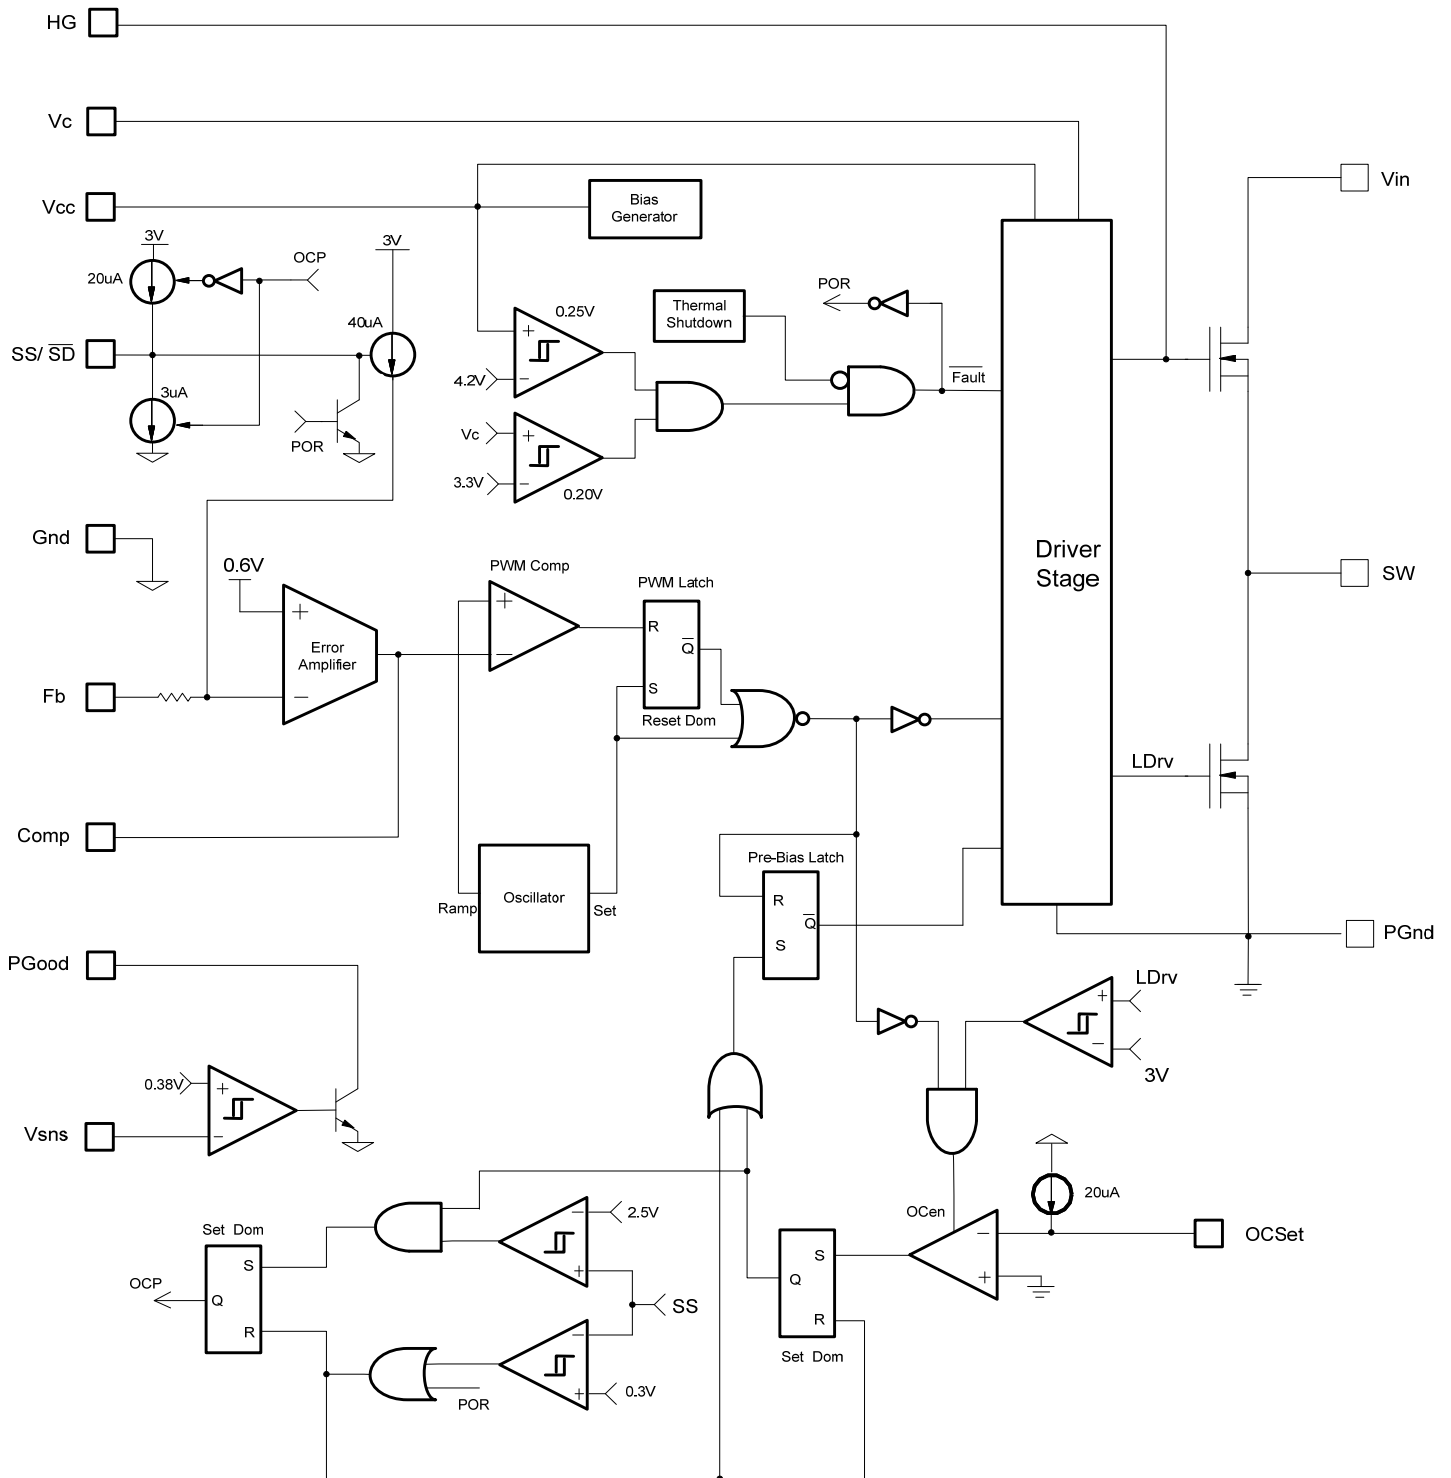 HG
Vc
Vcc
Vin
Bias
Generator
3V
3V
OCP
20uA
POR
Thermal
Shutdown
0.25V
40uA
SS/ SD
4.2V
Fault
3uA
Vc
POR
3.3V
0.20V
Gnd
Driver
Stage
0.6V
PWM Comp
SW
PWM Latch
+
+
R
Error
Amplifier
Q
–
–
Fb
S
Reset Dom
LDrv
Comp
Pre-Bias Latch
Oscillator
Ramp
Set
R
Q
S
PGnd
PGood
LDrv
+
–
3V
0.38V
+
Vsns
–
20uA
OCen
–
2.5V
Set Dom
–
OCSet
S
+
S
+
OCP
Q
Q
SS
R
–
R
Set Dom
+
0.3V
POR